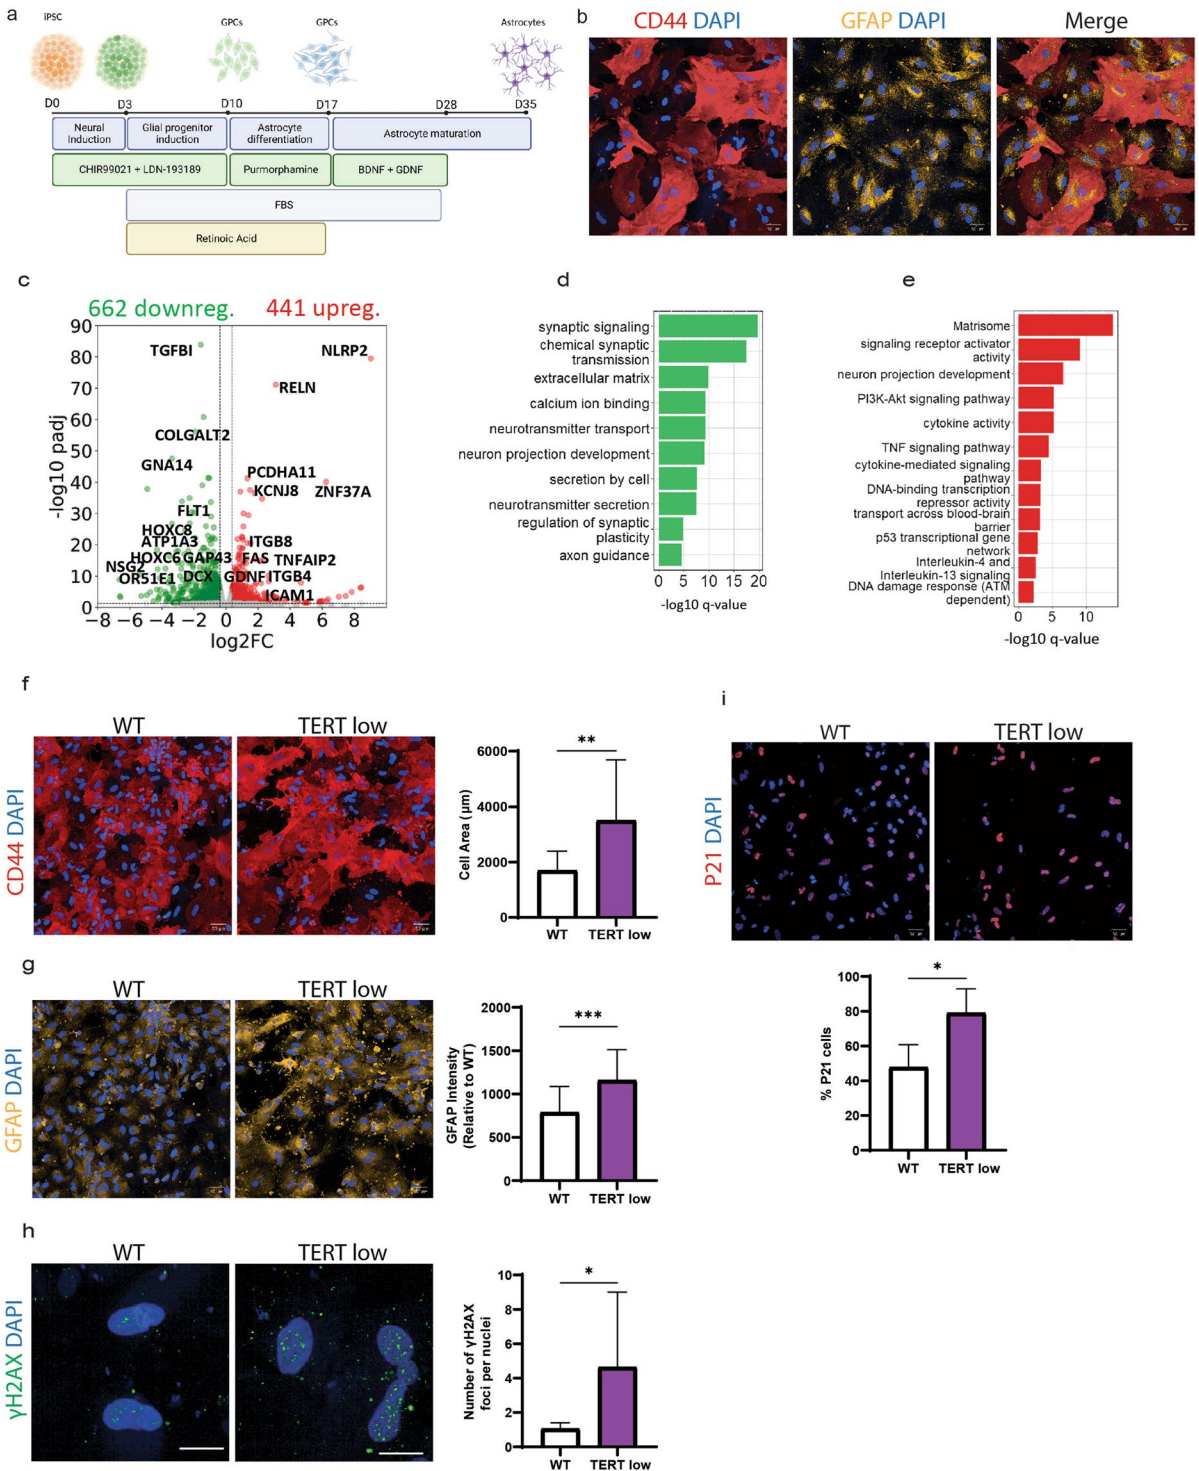 a
iPSC
GPCs
GPCs
Astrocytes
D0
D3
D10
D17
D28
D35
Neural
Induction
Glial progenitor
induction
Astrocyte
differentiation
Astrocyte maturation
CHIR99021 + LDN-193189
Purmorphamine
BDNF + GDNF
FBS
Retinoic Acid
b
CD44 DAPI
GFAP DAPI
Merge
c
662 downreg.
441 upreg.
90
80
70
60
50
40
30
20
10
0
-log10 padj
TGFBI
NLRP2
RELN
COLGALT2
GNA14
PCDHA11
KCNJ8
ZNF37A
FLT1
HOXC8
ATP1A3
ITGB8
HOXC6
GAP43
FAS
TNFAIP2
NSG2
OR51E1
DCX
GDNF
ITGB4
ICAM1
−8 −6 −4 −2 0 2 4 6 8
log2FC
d
synaptic signaling
chemical synaptic
transmission
extracellular matrix
calcium ion binding
neurotransmitter transport
neuron projection development
secretion by cell
neurotransmitter secretion
regulation of synaptic
plasticity
axon guidance
0 5 10 15 20
-log10 q-value
e
Matrisome
signaling receptor activator
activity
neuron projection development
PI3K-Akt signaling pathway
cytokine activity
TNF signaling pathway
cytokine-mediated signaling
pathway
DNA-binding transcription
repressor activity
transport across blood-brain
barrier
p53 transcriptional gene
network
Interleukin-4 and
Interleukin-13 signaling
DNA damage response (ATM
dependent)
0 5 10
-log10 q-value
f
WT
TERT low
CD44 DAPI
6000
4000
2000
0
Cell Area (µm)
**
WT
TERT low
g
WT
TERT low
GFAP DAPI
2000
1500
1000
500
0
GFAP Intensity
(Relative to WT)
***
WT
TERT low
h
WT
TERT low
γH2AX DAPI
10
8
6
4
2
0
Number of γH2AX
foci per nuclei
*
WT
TERT low
i
WT
TERT low
P21 DAPI
100
80
60
40
20
0
% P21 cells
*
WT
TERT low